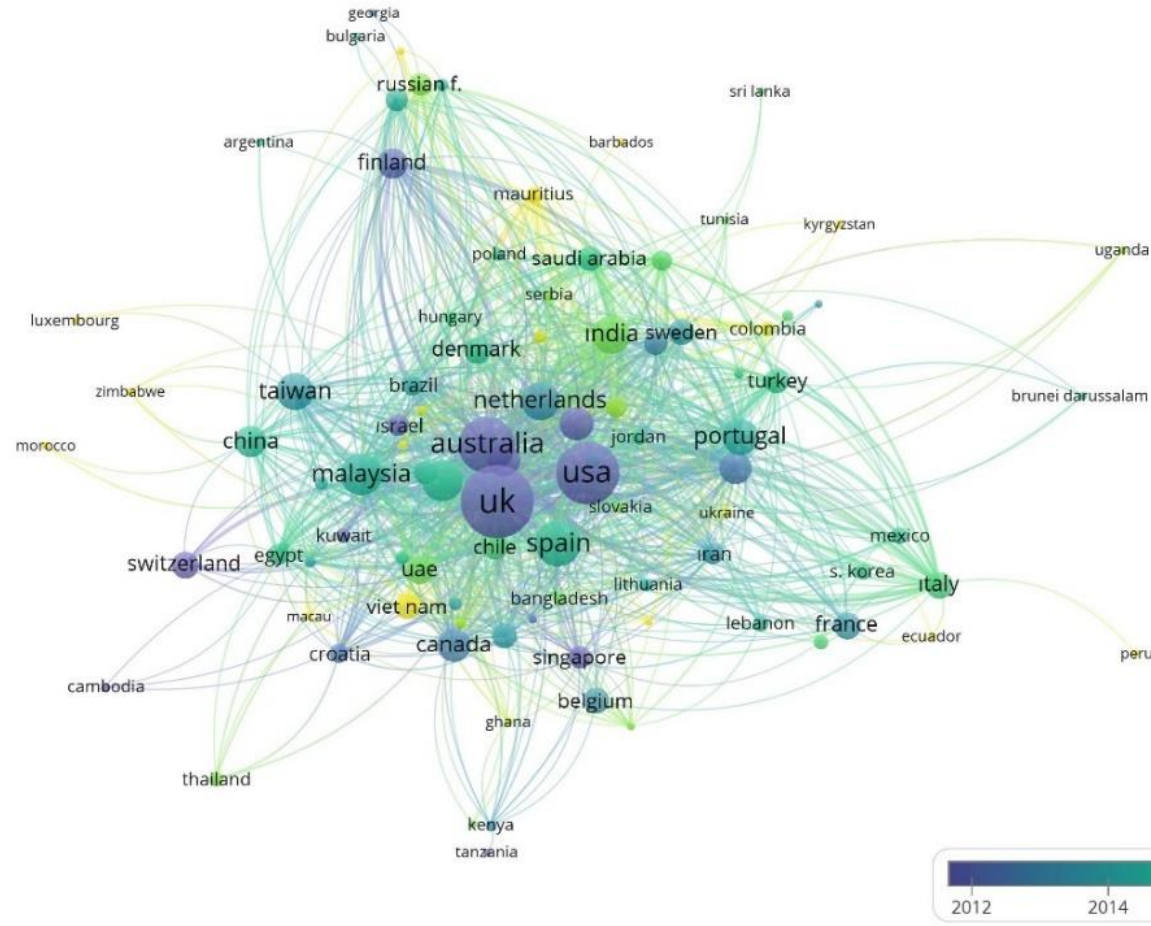 georgia
bulgaria
russian f.
sri lanka
argentina
barbados
finland
mauritius
tunisia
kyrgyzstan
poland
saudi arabia
uganda
serbia
luxembourg
hungary
india
sweden
colombia
denmark
turkey
zimbabwe
taiwan
brazil
brunei darussalam
netherlands
israel
morocco
china
australia
jordan
portugal
malaysia
usa
uk
slovakia
ukraine
kuwait
mexico
switzerland
egypt
chile
spain
iran
uae
s. korea
lithuania
italy
viet nam
bangladesh
macau
lebanon
france
ecuador
croatia
canada
singapore
peru
cambodia
belgium
ghana
thailand
kenya
tanzania
2012
2014